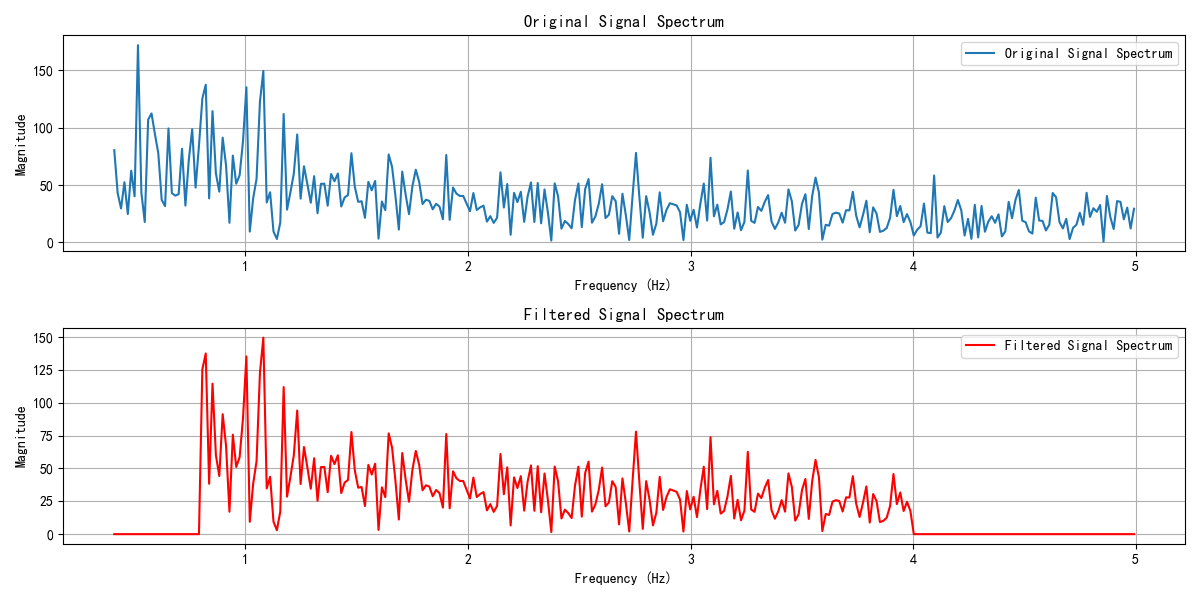 Original Signal Spectrum
Original Signal Spectrum
Magnitude
150
100
50
0
1 2 3 4 5
Frequency (Hz)
Filtered Signal Spectrum
Filtered Signal Spectrum
Magnitude
150
125
100
75
50
25
0
1 2 3 4 5
Frequency (Hz)